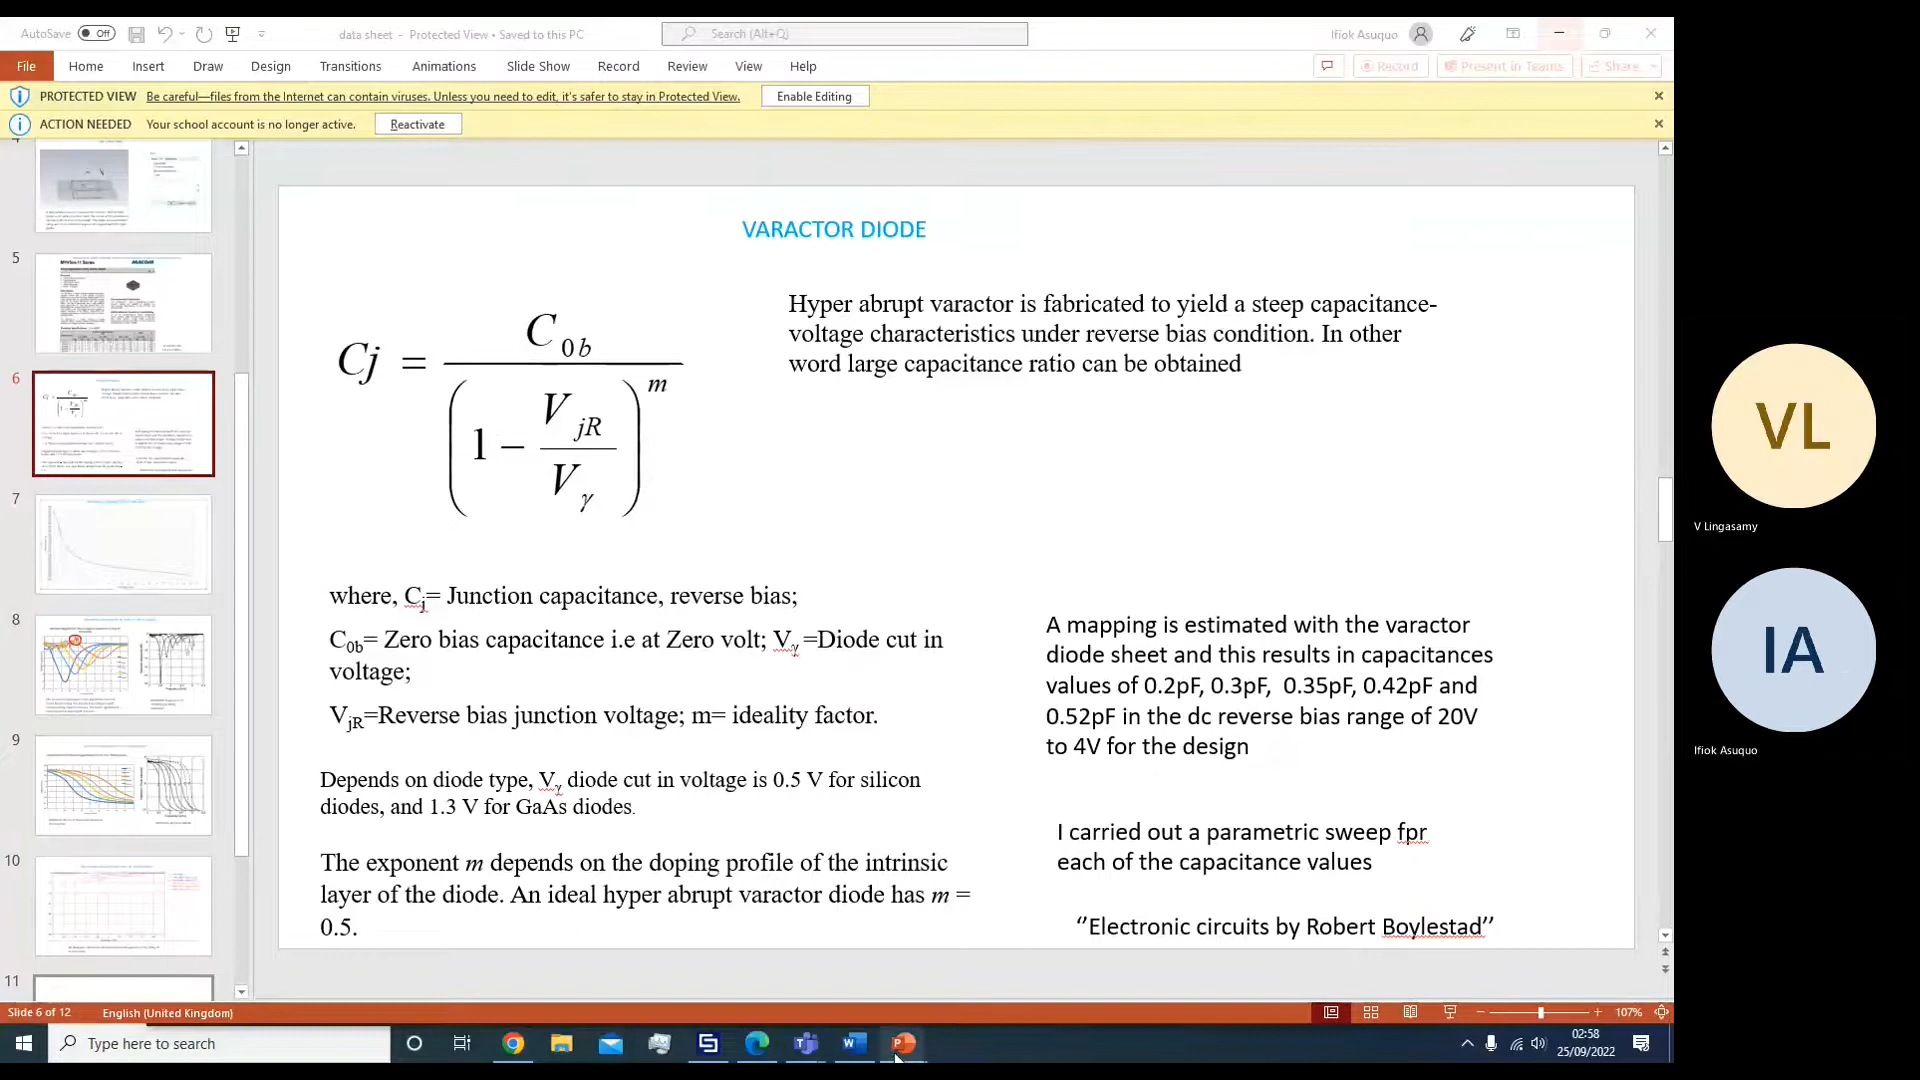 AutoSave Off
data sheet - Protected View • Saved to this PC
Search (Alt+Q)
Ifiok Asuquo
File Home Insert Draw Design Transitions Animations Slide Show Record Review View Help
Record
Present in Teams
Share
PROTECTED VIEW Be careful—files from the Internet can contain viruses. Unless you need to edit, it's safer to stay in Protected View. Enable Editing
ACTION NEEDED Your school account is no longer active. Reactivate
5
6
7
8
9
10
11
VARACTOR DIODE
Cj = C0b / (1 − VjR / Vγ)^m
Hyper abrupt varactor is fabricated to yield a steep capacitance-
voltage characteristics under reverse bias condition. In other
word large capacitance ratio can be obtained
where, Cj= Junction capacitance, reverse bias;
C0b= Zero bias capacitance i.e at Zero volt; Vγ =Diode cut in
voltage;
VjR=Reverse bias junction voltage; m= ideality factor.
Depends on diode type, Vγ diode cut in voltage is 0.5 V for silicon
diodes, and 1.3 V for GaAs diodes.
The exponent m depends on the doping profile of the intrinsic
layer of the diode. An ideal hyper abrupt varactor diode has m =
0.5.
A mapping is estimated with the varactor
diode sheet and this results in capacitances
values of 0.2pF, 0.3pF, 0.35pF, 0.42pF and
0.52pF in the dc reverse bias range of 20V
to 4V for the design
I carried out a parametric sweep fpr
each of the capacitance values
‘’Electronic circuits by Robert Boylestad’’
VL
V Lingasamy
IA
Ifiok Asuquo
Slide 6 of 12 English (United Kingdom)
107%
Type here to search
02:58
25/09/2022